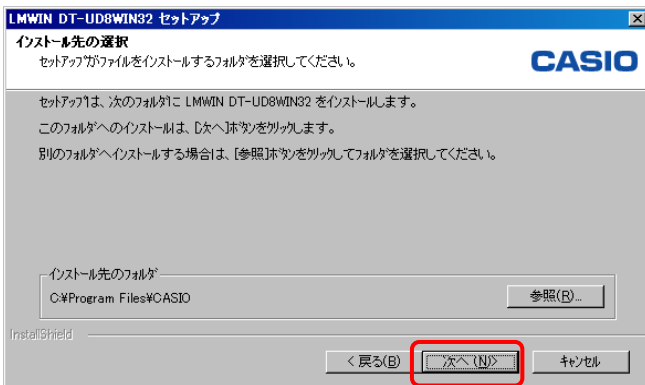 LMWIN DT-UD8WIN32 セットアップ
インストール先の選択
セットアップがファイルをインストールするフォルダを選択してください。
CASIO
セットアップは、次のフォルダに LMWIN DT-UD8WIN32 をインストールします。
このフォルダへのインストールは、[次へ]ボタンをクリックします。
別のフォルダへインストールする場合は、[参照]ボタンをクリックしてフォルダを選択してください。
インストール先のフォルダ
C:¥Program Files¥CASIO
参照(R)...
InstallShield
< 戻る(B)
次へ(N)>
キャンセル